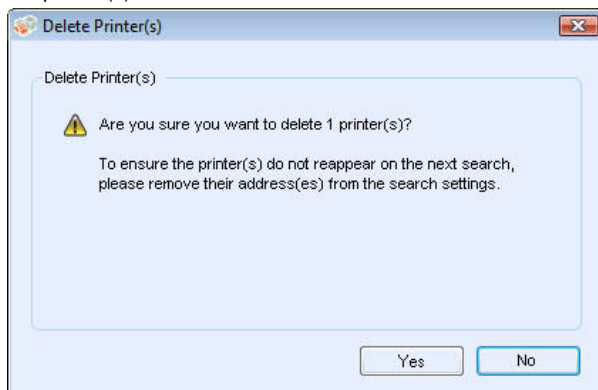 Delete Printer(s)
Delete Printer(s)
Are you sure you want to delete 1 printer(s)?
To ensure the printer(s) do not reappear on the next search,
please remove their address(es) from the search settings.
Yes
No